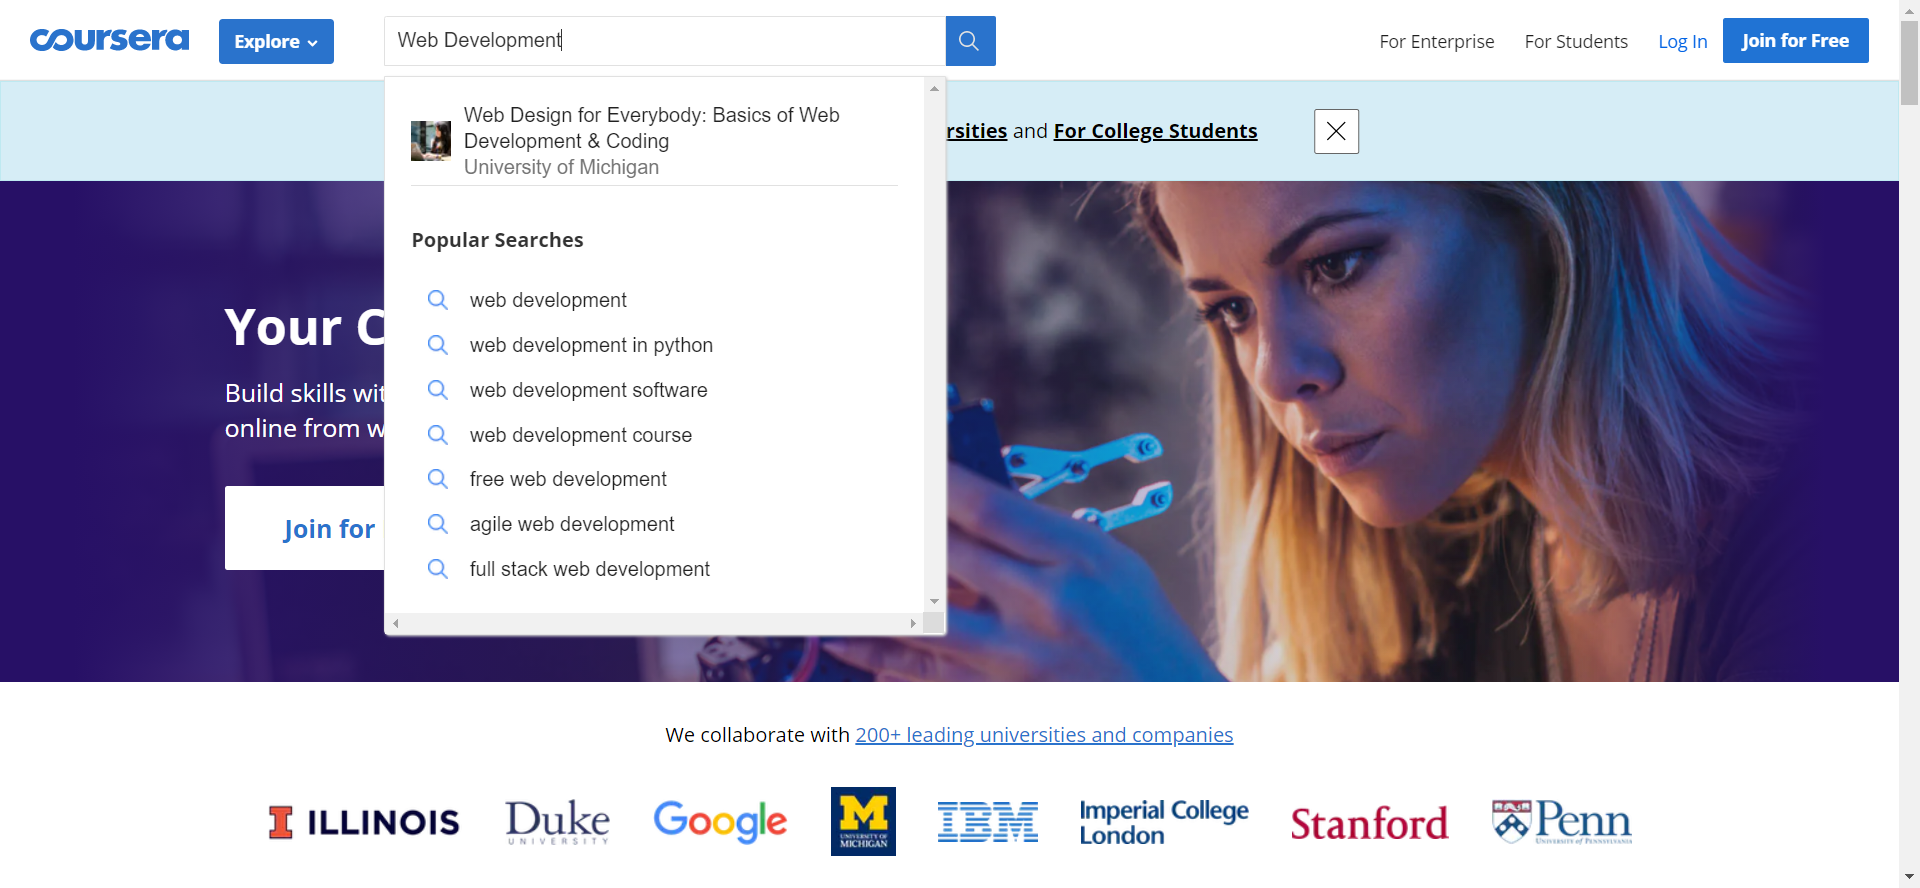 coursera
Explore
Web Development
For Enterprise
For Students
Log In
Join for Free
Web Design for Everybody: Basics of Web
Development & Coding
University of Michigan
and For College Students
Popular Searches
web development
web development in python
web development software
web development course
free web development
agile web development
full stack web development
Your
Build skills
online from
Join for
We collaborate with 200+ leading universities and companies
ILLINOIS
Duke
UNIVERSITY
Google
M
UNIVERSITY OF
MICHIGAN
IBM
Imperial College
London
Stanford
Penn
UNIVERSITY OF PENNSYLVANIA